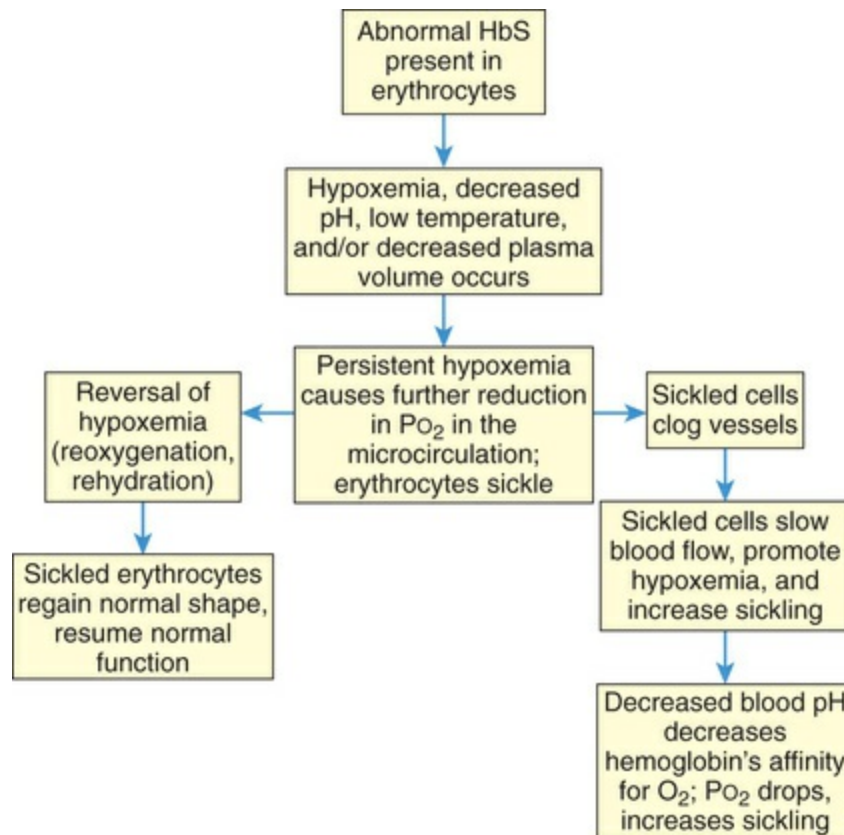 Abnormal HbS
present in
erythrocytes
Hypoxemia, decreased
pH, low temperature,
and/or decreased plasma
volume occurs
Persistent hypoxemia
causes further reduction
in PO₂ in the
microcirculation;
erythrocytes sickle
Reversal of
hypoxemia
(reoxygenation,
rehydration)
Sickled erythrocytes
regain normal shape,
resume normal
function
Sickled cells
clog vessels
Sickled cells slow
blood flow, promote
hypoxemia, and
increase sickling
Decreased blood pH
decreases
hemoglobin's affinity
for O₂; PO₂ drops,
increases sickling